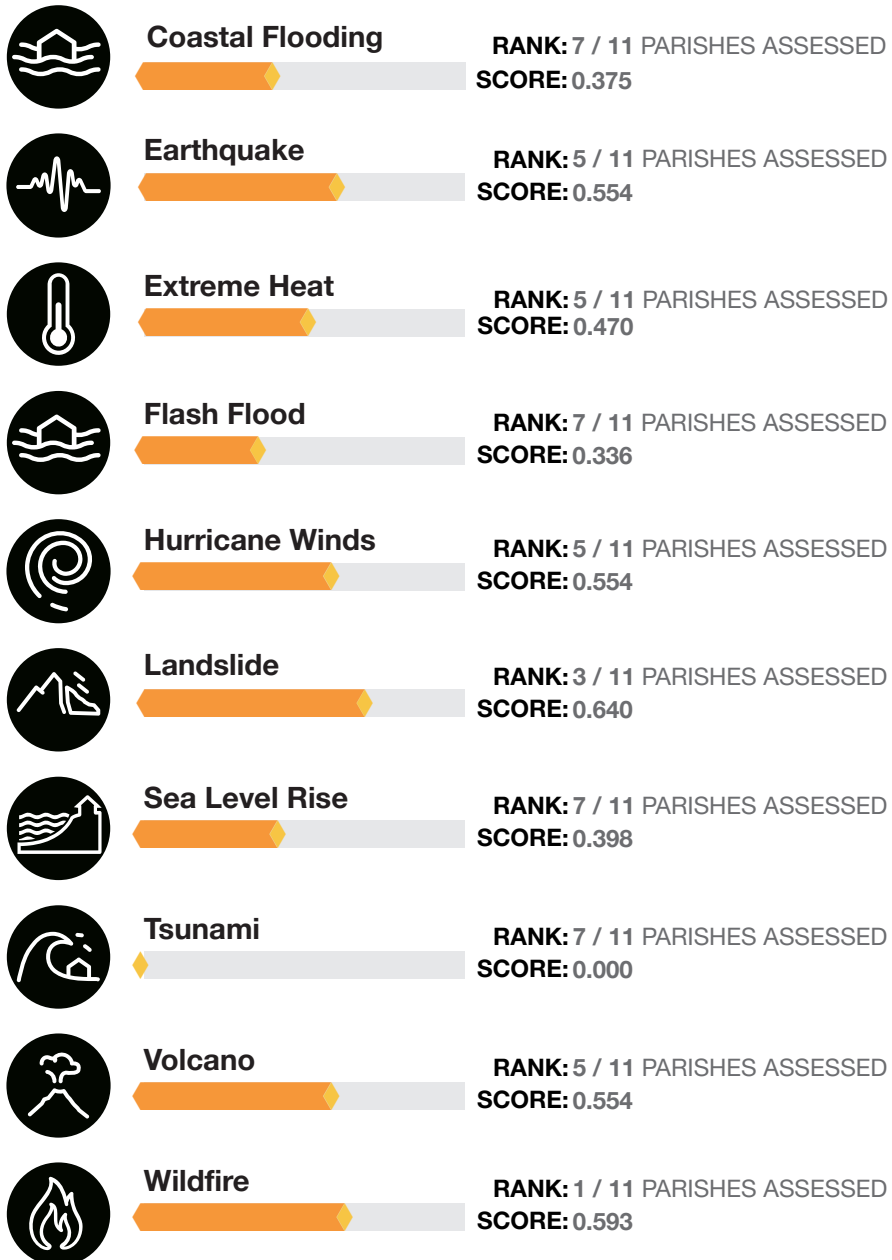 Coastal Flooding
RANK: 7 / 11 PARISHES ASSESSED
SCORE: 0.375
Earthquake
RANK: 5 / 11 PARISHES ASSESSED
SCORE: 0.554
Extreme Heat
RANK: 5 / 11 PARISHES ASSESSED
SCORE: 0.470
Flash Flood
RANK: 7 / 11 PARISHES ASSESSED
SCORE: 0.336
Hurricane Winds
RANK: 5 / 11 PARISHES ASSESSED
SCORE: 0.554
Landslide
RANK: 3 / 11 PARISHES ASSESSED
SCORE: 0.640
Sea Level Rise
RANK: 7 / 11 PARISHES ASSESSED
SCORE: 0.398
Tsunami
RANK: 7 / 11 PARISHES ASSESSED
SCORE: 0.000
Volcano
RANK: 5 / 11 PARISHES ASSESSED
SCORE: 0.554
Wildfire
RANK: 1 / 11 PARISHES ASSESSED
SCORE: 0.593